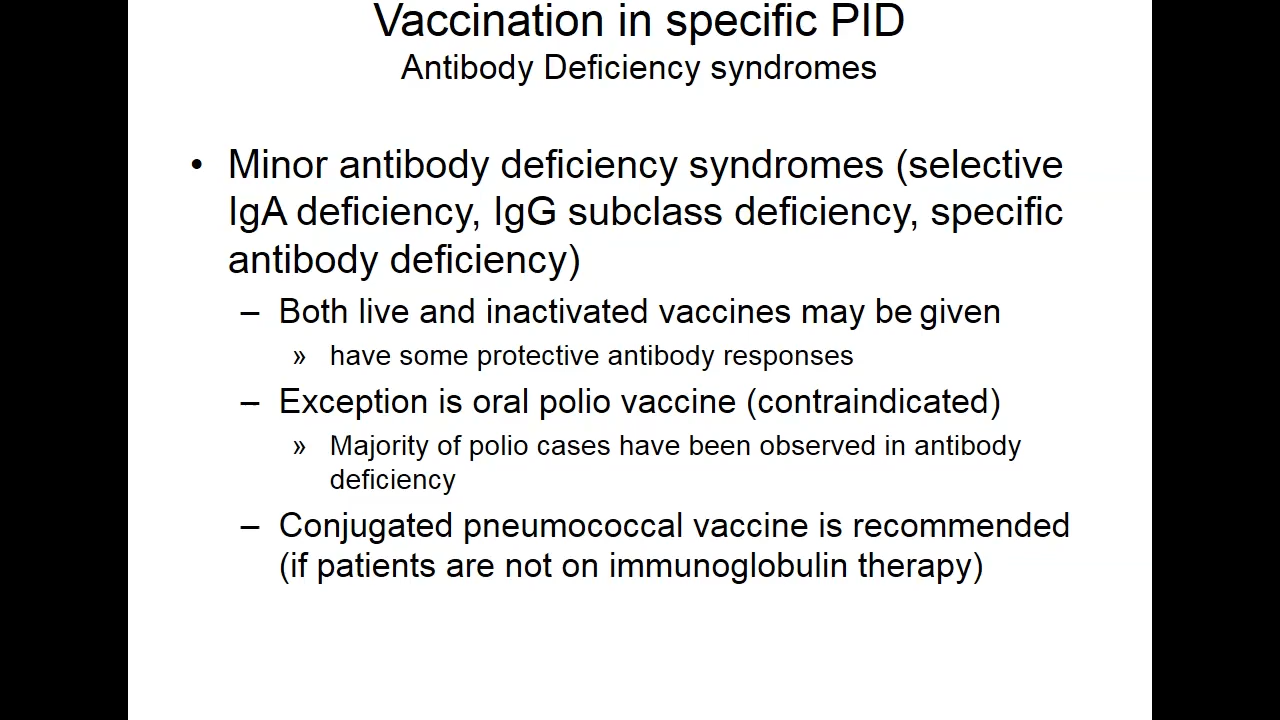 Vaccination in specific PID
Antibody Deficiency syndromes
• Minor antibody deficiency syndromes (selective
IgA deficiency, IgG subclass deficiency, specific
antibody deficiency)
– Both live and inactivated vaccines may be given
» have some protective antibody responses
– Exception is oral polio vaccine (contraindicated)
» Majority of polio cases have been observed in antibody
deficiency
– Conjugated pneumococcal vaccine is recommended
(if patients are not on immunoglobulin therapy)